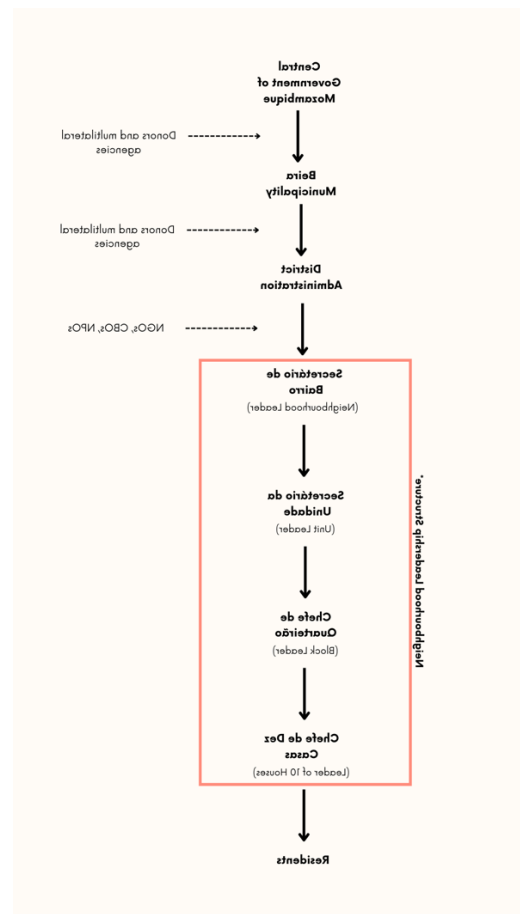 Central
Government of
Mozambique
Donors and multilateral
agencies
Beira
Municipality
Donors and multilateral
agencies
District
Administration
NGOs, CBOs, NPOs
Secretário de
Bairro
(Neighbourhood Leader)
Secretário da
Unidade
(Unit Leader)
Chefe de
Quarteirão
(Block Leader)
Chefe de Dez
Casas
(Leader of 10 Houses)
Neighbourhood Leadership Structure,
Residents